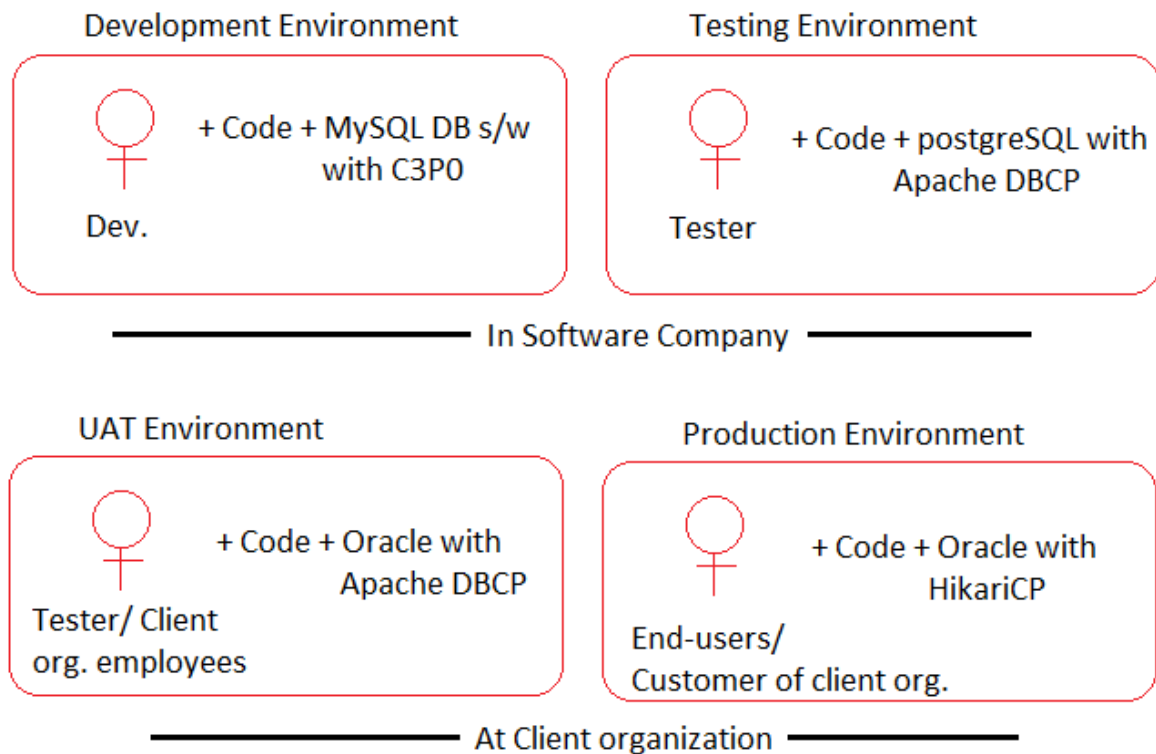 Development Environment
Testing Environment
+ Code + MySQL DB s/w
with C3P0
Dev.
+ Code + postgreSQL with
Apache DBCP
Tester
In Software Company
UAT Environment
Production Environment
+ Code + Oracle with
Apache DBCP
Tester/ Client
org. employees
+ Code + Oracle with
HikariCP
End-users/
Customer of client org.
At Client organization